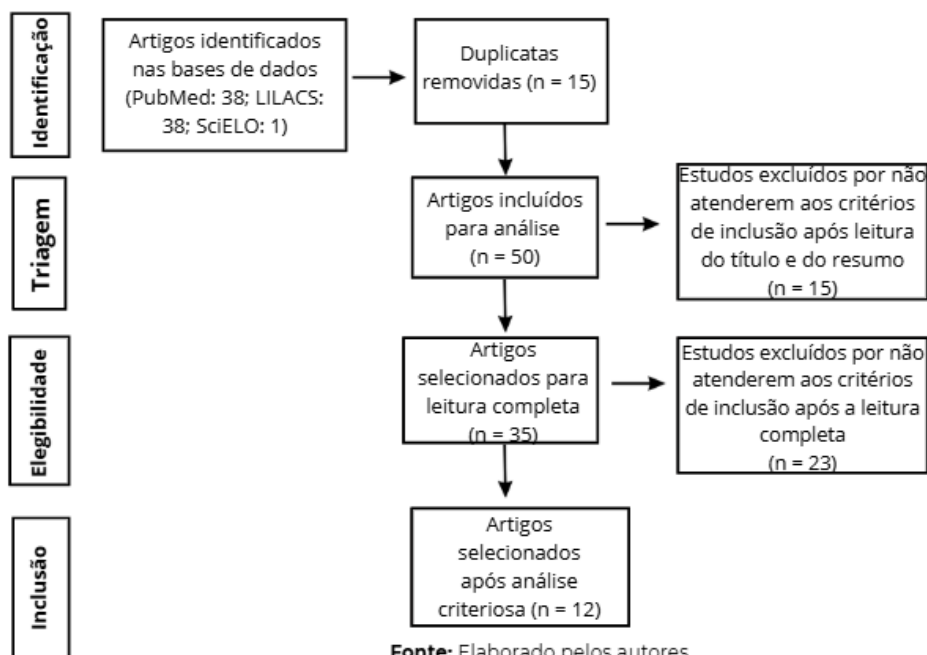 Identificação
Artigos identificados
nas bases de dados
(PubMed: 38; LILACS:
38; SciELO: 1)
Duplicatas
removidas (n = 15)
Triagem
Artigos incluídos
para análise
(n = 50)
Estudos excluídos por não
atenderem aos critérios
de inclusão após leitura
do título e do resumo
(n = 15)
Elegibilidade
Artigos
selecionados para
leitura completa
(n = 35)
Estudos excluídos por não
atenderem aos critérios
de inclusão após a leitura
completa
(n = 23)
Inclusão
Artigos
selecionados
após análise
criteriosa (n = 12)
Fonte: Elaborado pelos autores